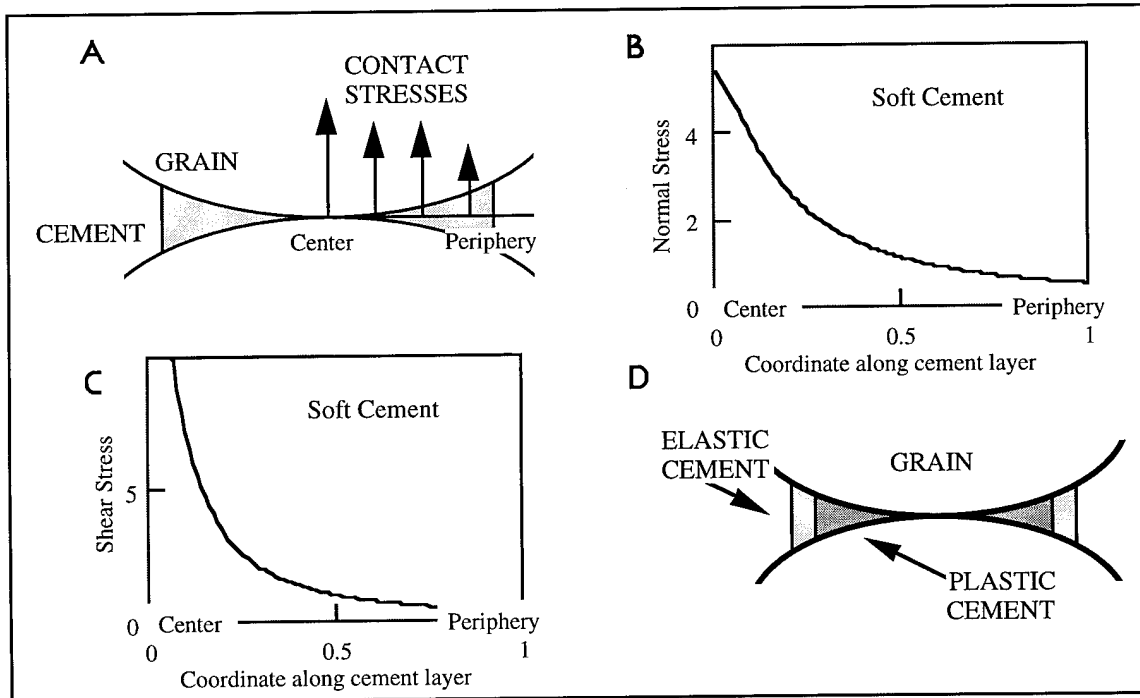 A
CONTACT
STRESSES
GRAIN
CEMENT
Center
Periphery
B
Soft Cement
Normal Stress
4
2
0
Center
Periphery
0
0.5
1
Coordinate along cement layer
C
Soft Cement
Shear Stress
5
0
Center
Periphery
0
0.5
1
Coordinate along cement layer
D
ELASTIC
CEMENT
GRAIN
PLASTIC
CEMENT